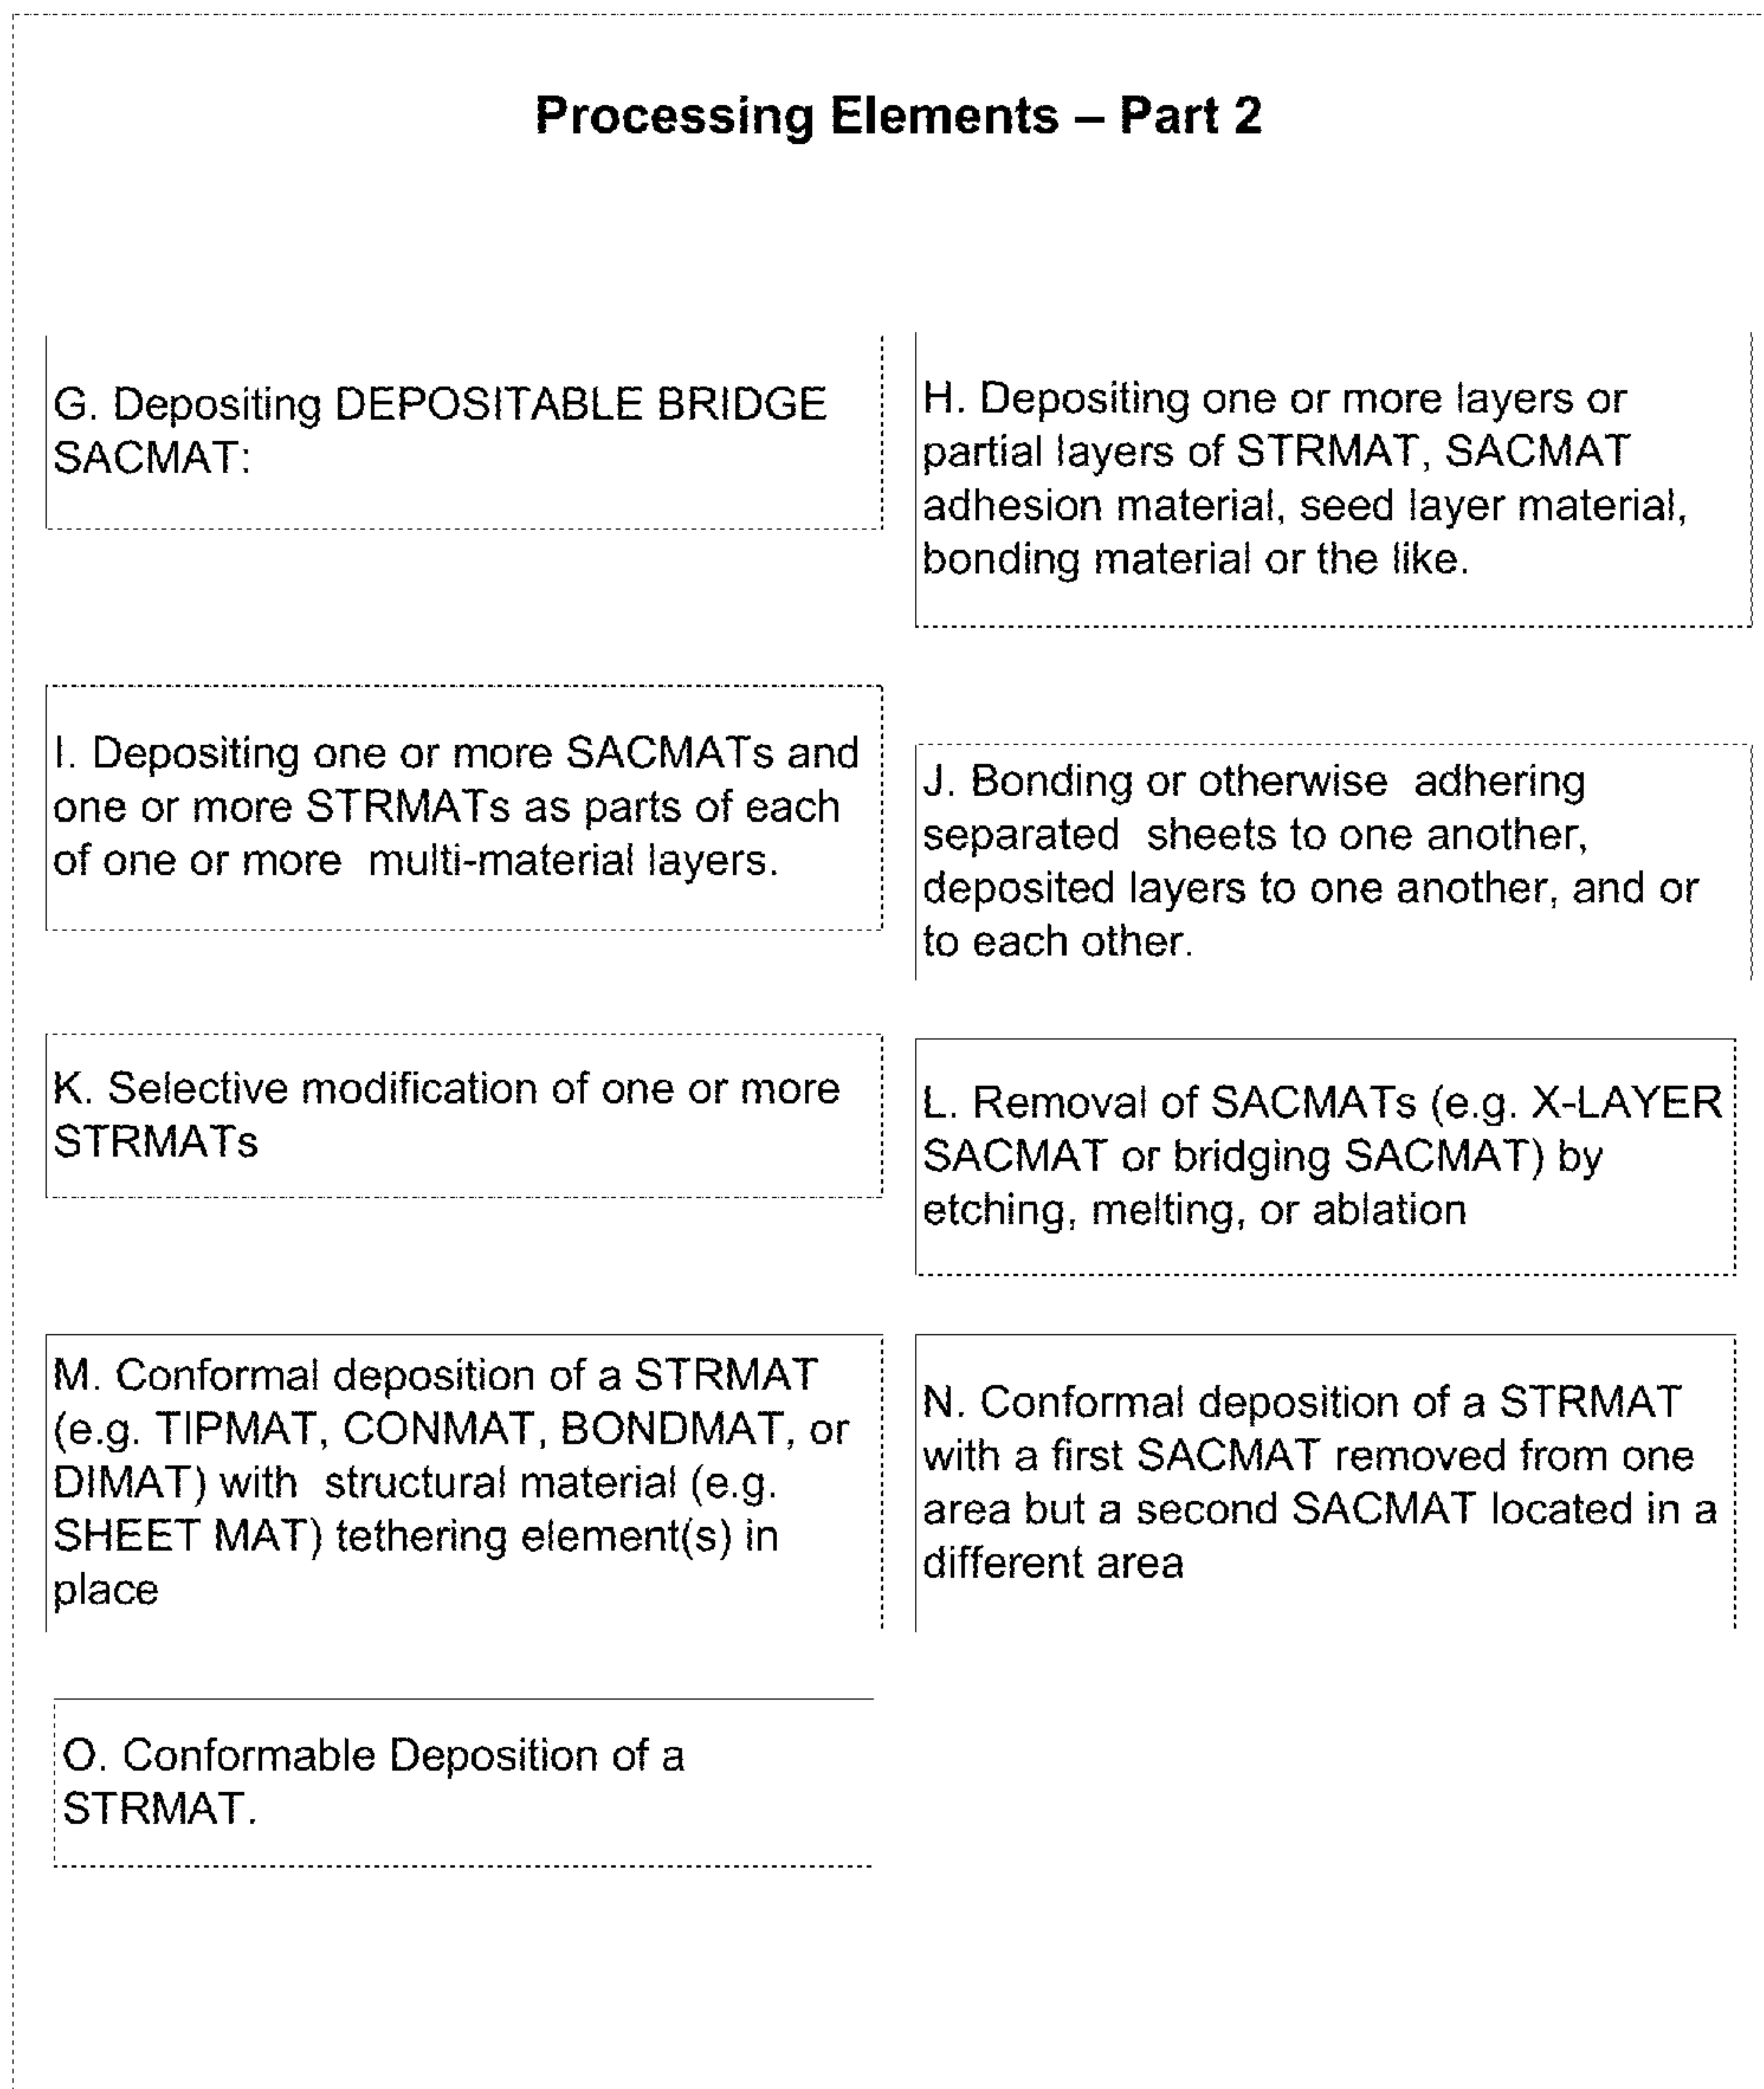 Processing Elements – Part 2
G. Depositing DEPOSITABLE BRIDGE
SACMAT:
H. Depositing one or more layers or
partial layers of STRMAT, SACMAT
adhesion material, seed layer material,
bonding material or the like.
I. Depositing one or more SACMATs and
one or more STRMATs as parts of each
of one or more multi-material layers.
J. Bonding or otherwise adhering
separated sheets to one another,
deposited layers to one another, and or
to each other.
K. Selective modification of one or more
STRMATs
L. Removal of SACMATs (e.g. X-LAYER
SACMAT or bridging SACMAT) by
etching, melting, or ablation
M. Conformal deposition of a STRMAT
(e.g. TIPMAT, CONMAT, BONDMAT, or
DIMAT) with structural material (e.g.
SHEET MAT) tethering element(s) in
place
N. Conformal deposition of a STRMAT
with a first SACMAT removed from one
area but a second SACMAT located in a
different area
O. Conformable Deposition of a
STRMAT.